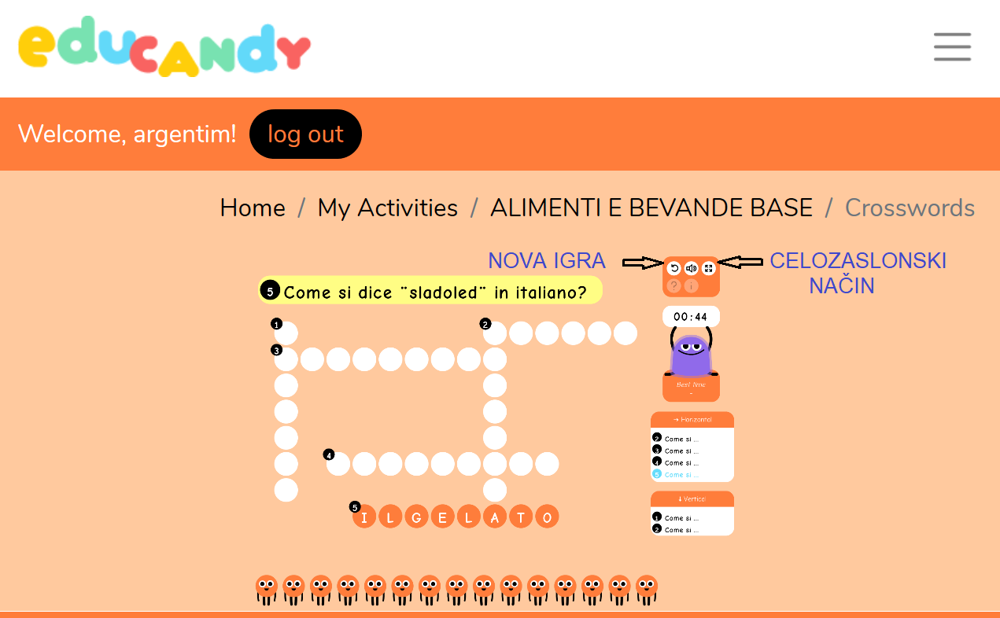 eduCANdy
Welcome, argentim! log out
Home / My Activities / ALIMENTI E BEVANDE BASE / Crosswords
NOVA IGRA
CELOZASLONSKI
NAČIN
5 Come si dice "sladoled" in italiano?
? i
00:44
1
2
3
4
5 I L G E L A T O
Best time
-
→ Horizontal
2 Come si ...
3 Come si ...
4 Come si ...
5 Come si ...
↓ Vertical
1 Come si ...
2 Come si ...